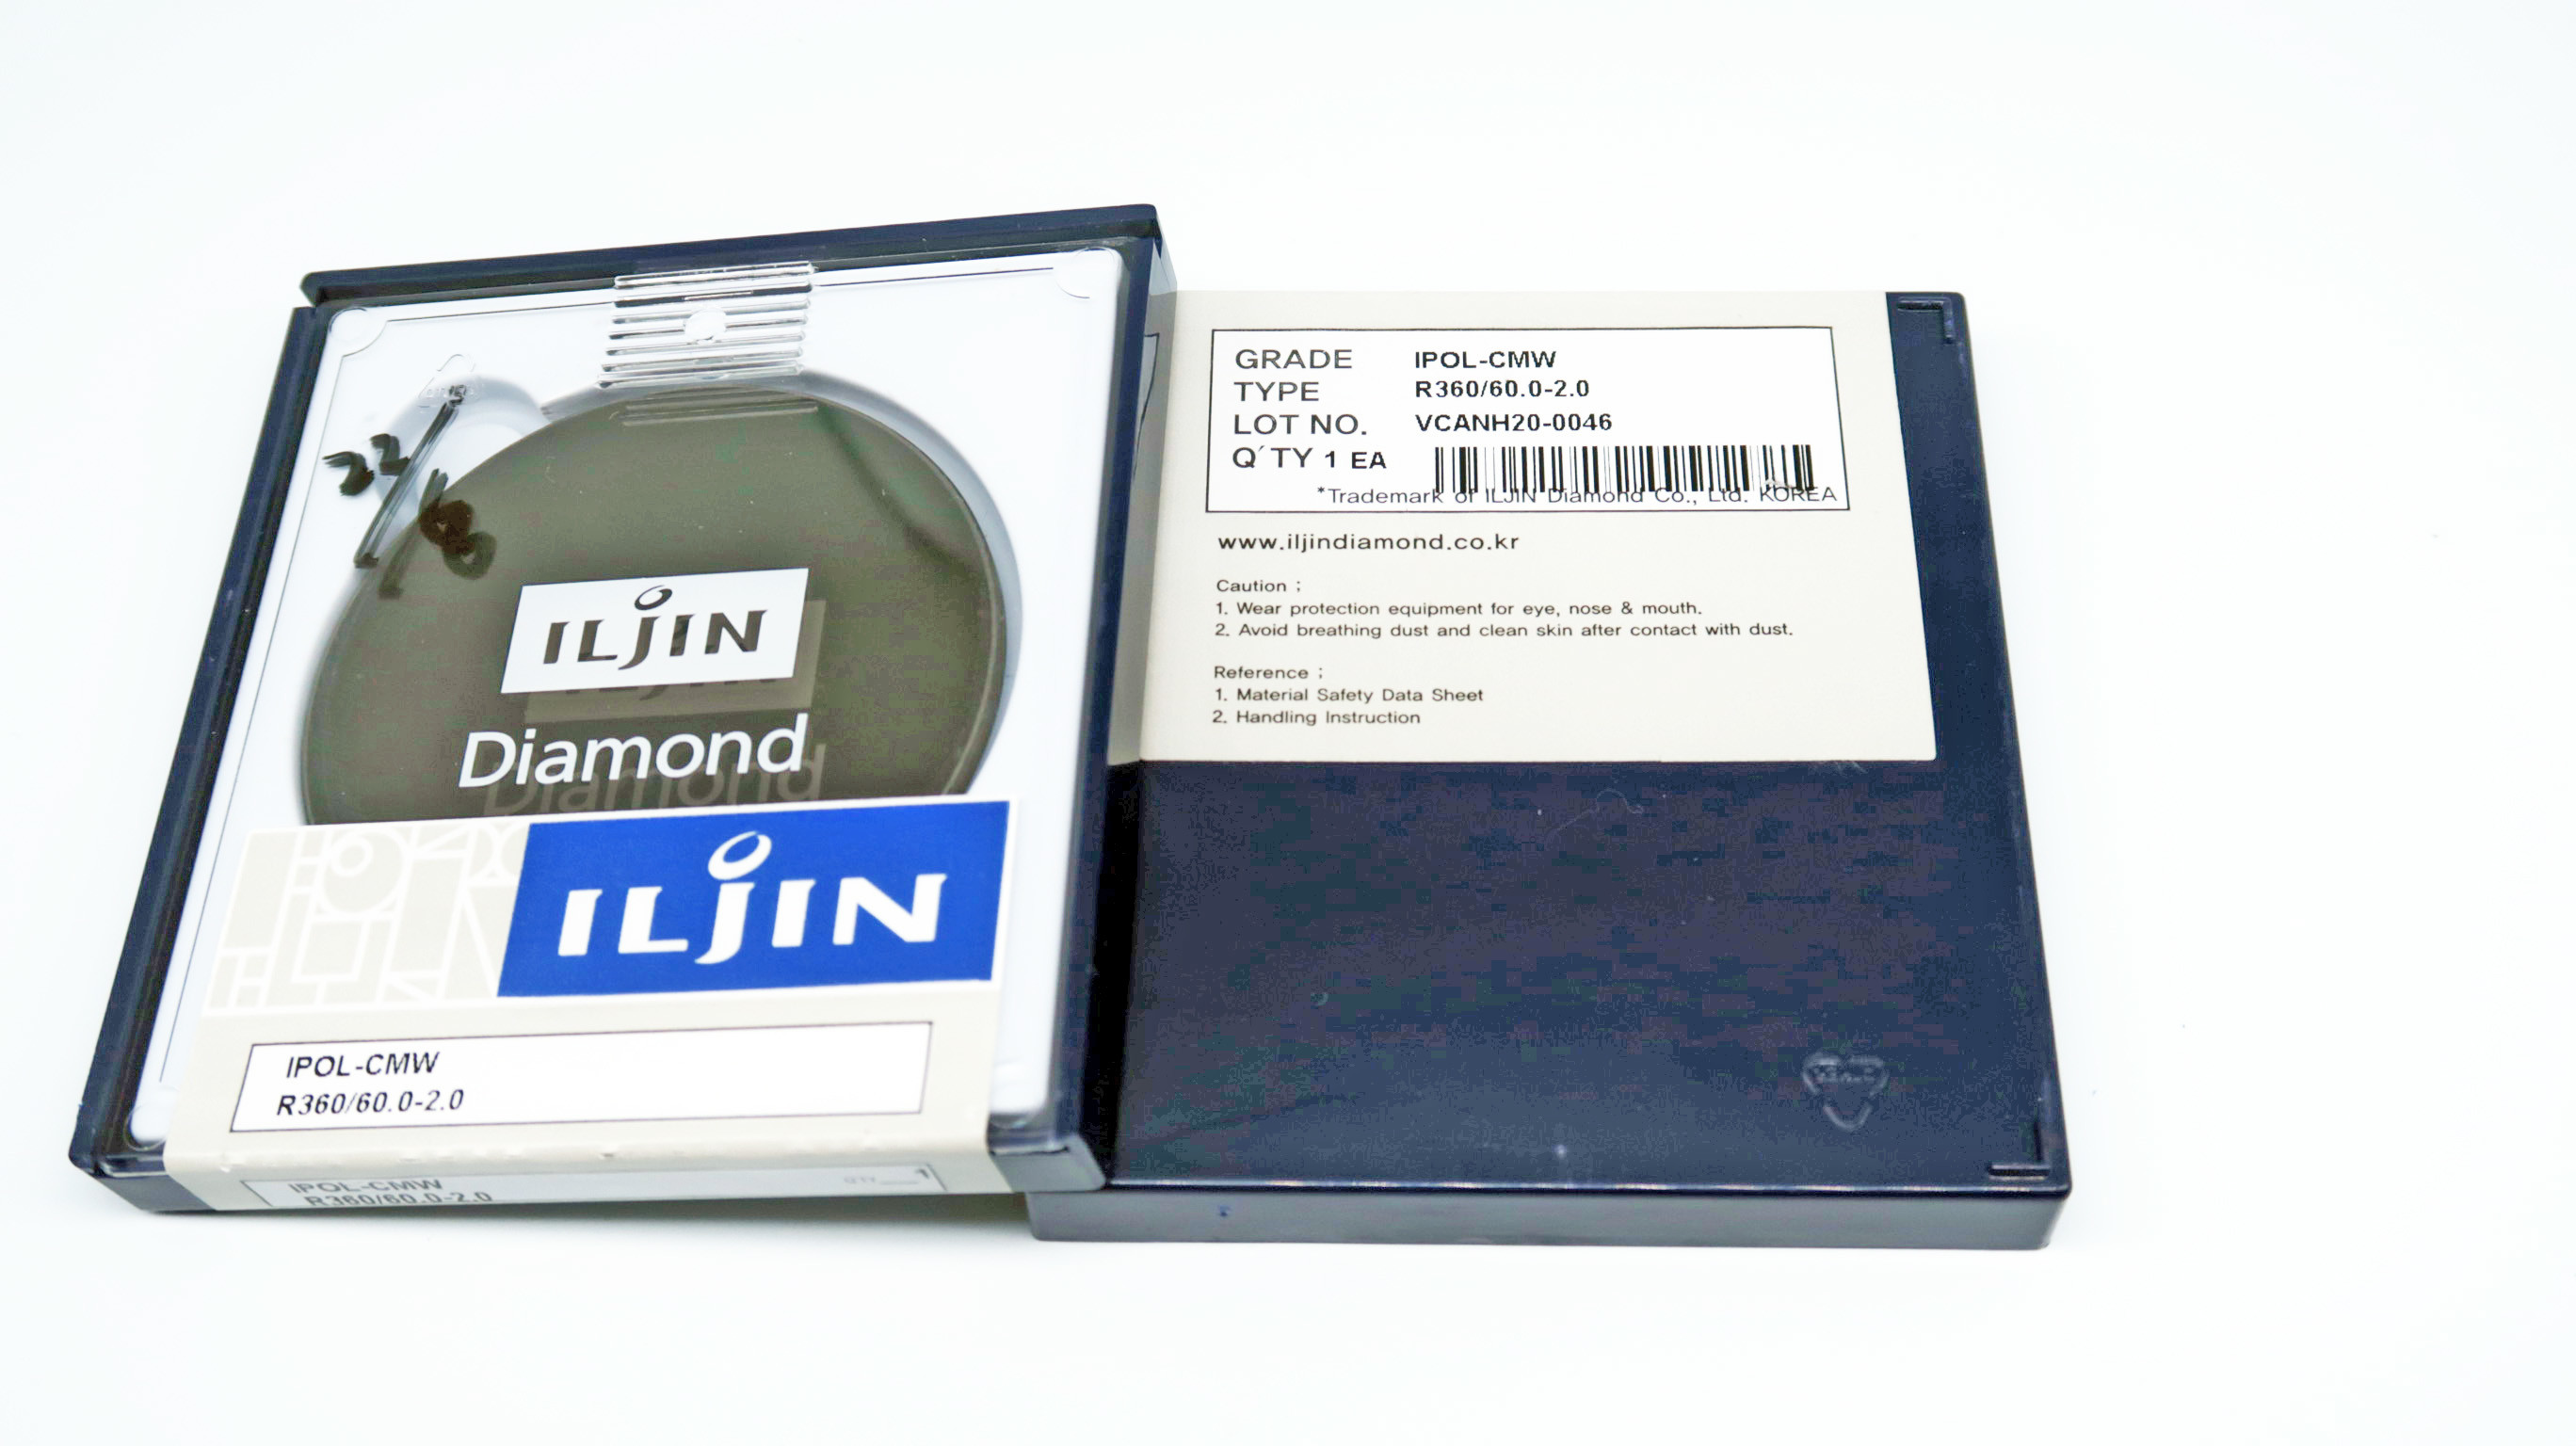 ILJIN
Diamond
ILJIN
IPOL-CMW
R360/60.0-2.0
IPOL-CMW
R360/60.0-2.0
Q'TY 1
GRADE IPOL-CMW
TYPE R360/60.0-2.0
LOT NO. VCANH20-0046
Q´TY 1 EA
*Trademark of ILJIN Diamond Co., Ltd. KOREA
www.iljindiamond.co.kr
Caution ;
1. Wear protection equipment for eye, nose & mouth.
2. Avoid breathing dust and clean skin after contact with dust.
Reference ;
1. Material Safety Data Sheet
2. Handling Instruction